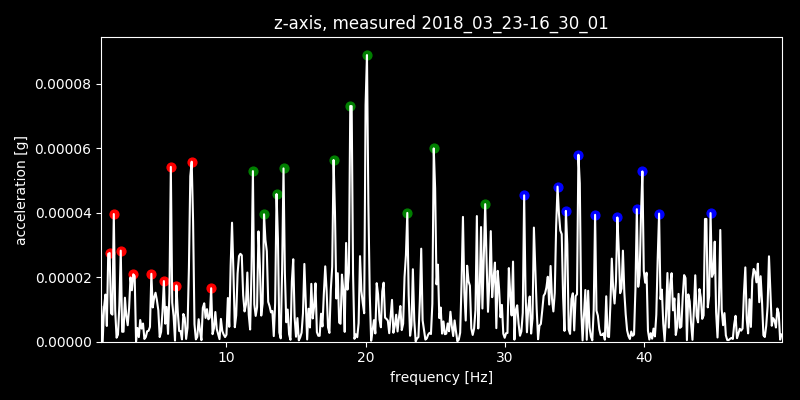 z-axis, measured 2018_03_23-16_30_01
0.00008
0.00006
0.00004
0.00002
0.00000
acceleration [g]
10 20 30 40
frequency [Hz]